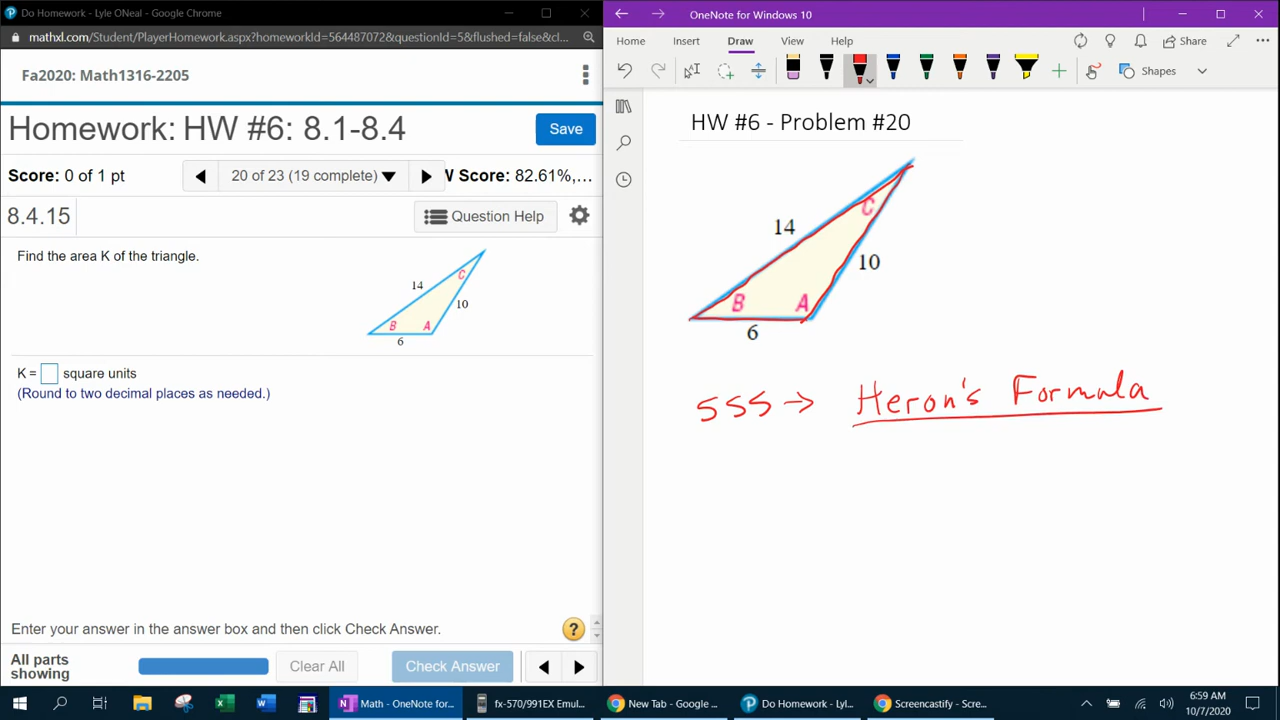 Do Homework - Lyle ONeal - Google Chrome
mathxl.com/Student/PlayerHomework.aspx?homeworkId=564487072&questionId=5&flushed=false&cl...
Fa2020: Math1316-2205
Homework: HW #6: 8.1-8.4
Save
Score: 0 of 1 pt
20 of 23 (19 complete)
W Score: 82.61%,...
8.4.15
Question Help
Find the area K of the triangle.
14
C
10
B
A
6
K = square units
(Round to two decimal places as needed.)
Enter your answer in the answer box and then click Check Answer.
?
All parts
showing
Clear All
Check Answer
OneNote for Windows 10
Home Insert Draw View Help
Share
Shapes
HW #6 - Problem #20
14
C
10
B
A
6
SSS → Heron's Formula
Math - OneNote for...
fx-570/991EX Emul...
New Tab - Google ...
Do Homework - Lyl...
Screencastify - Scre...
6:59 AM
10/7/2020